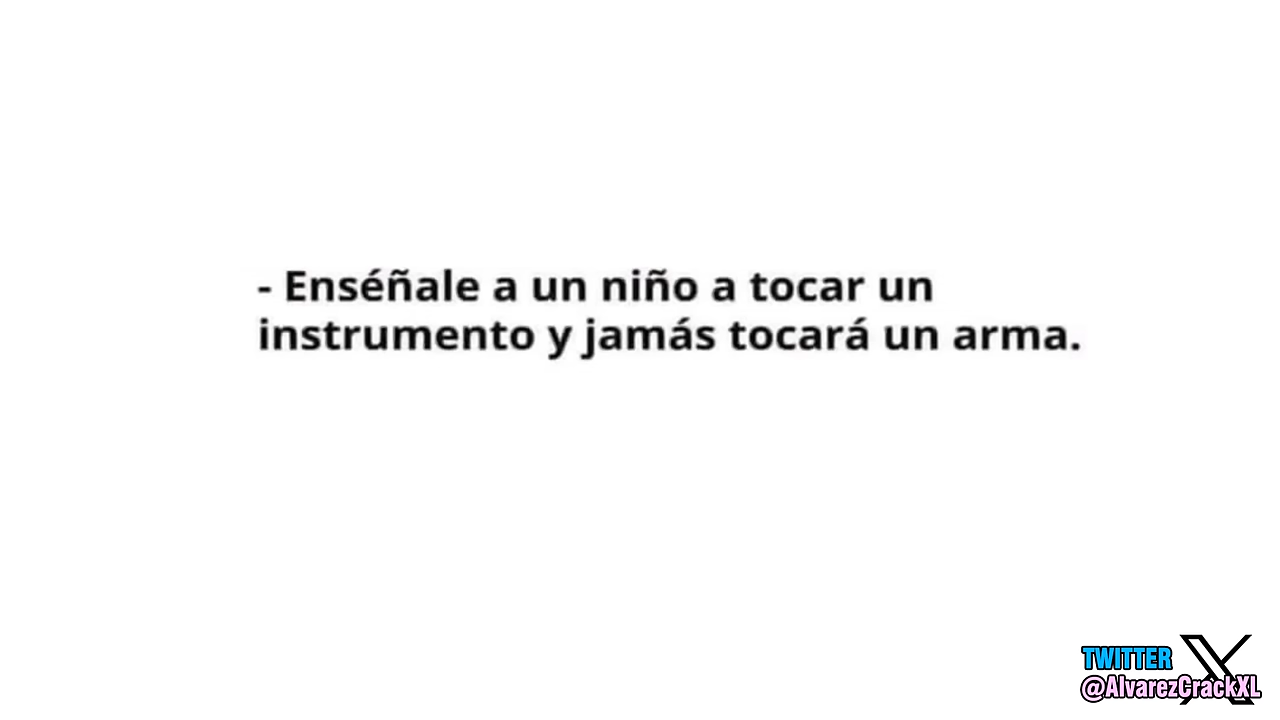 - Enséñale a un niño a tocar un
instrumento y jamás tocará un arma.
TWITTER
@AlvarezCrackXL